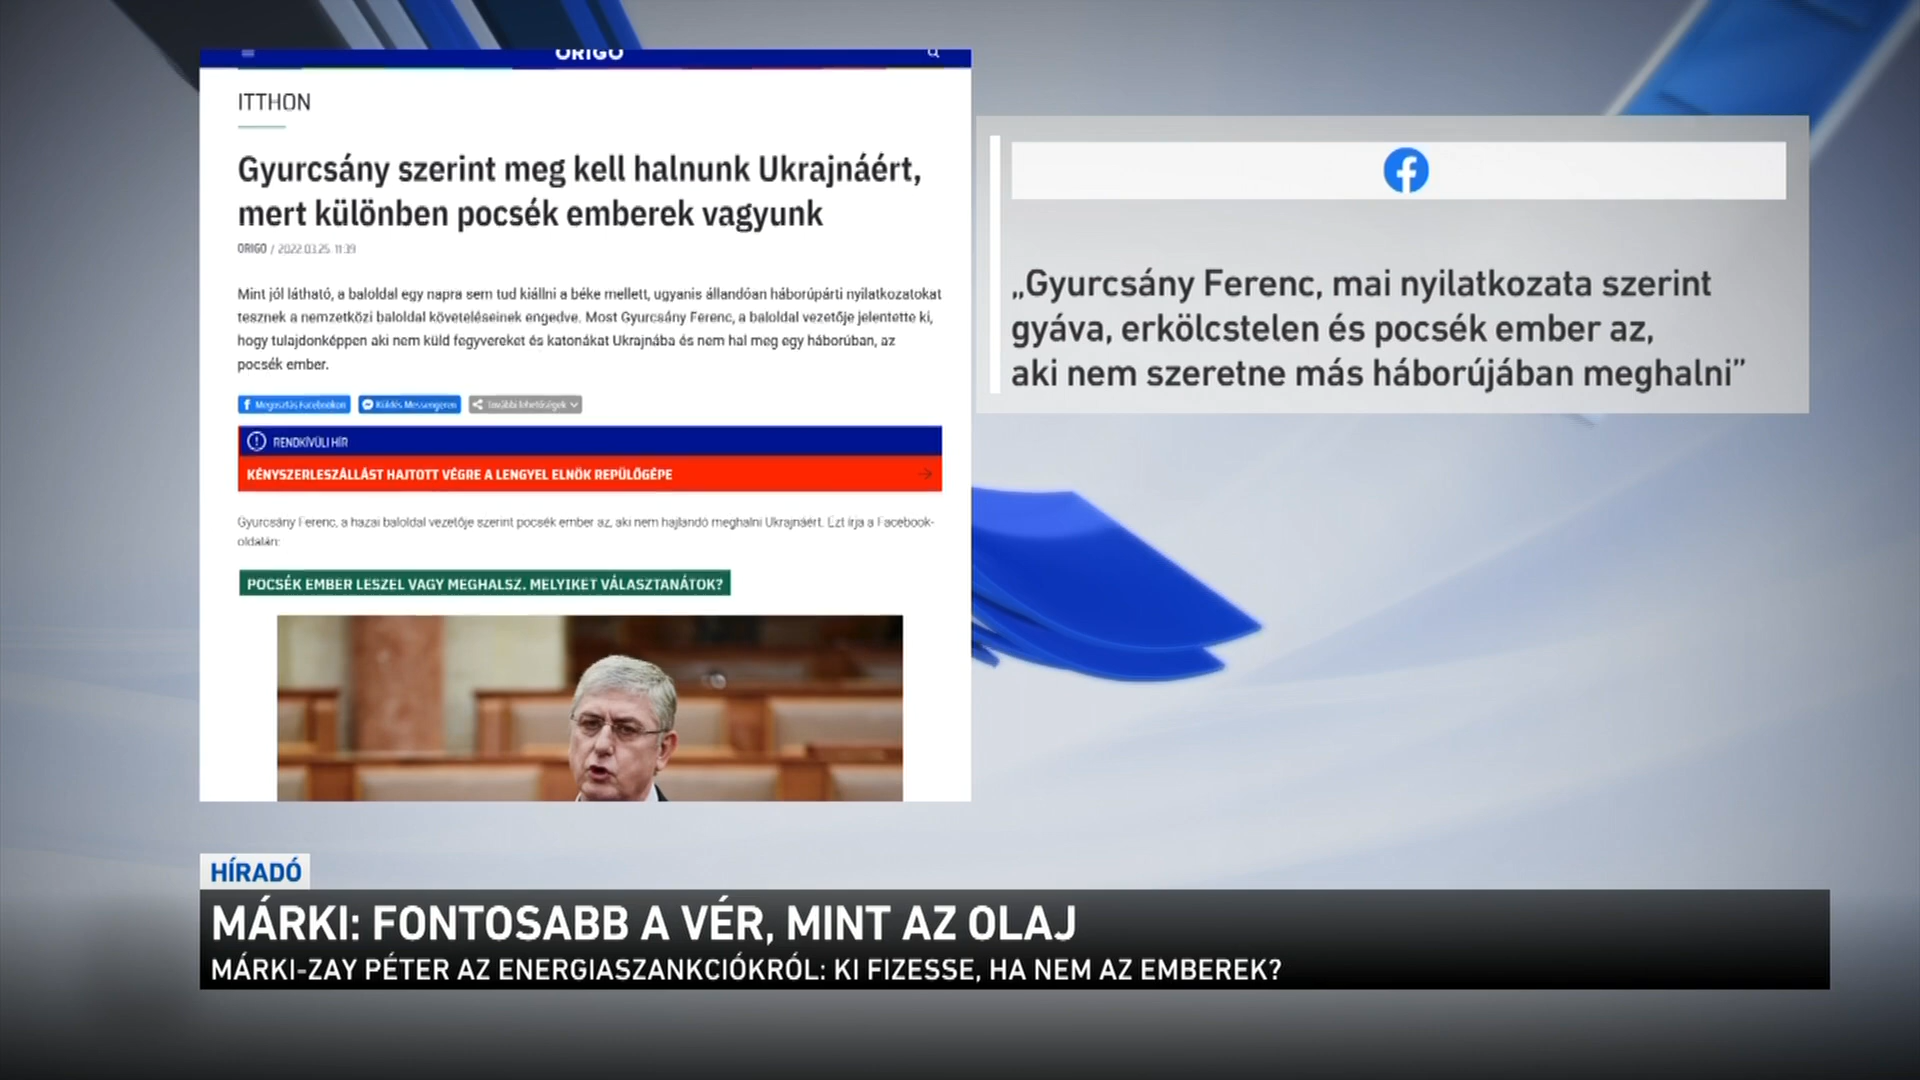 ORIGO
ITTHON
Gyurcsány szerint meg kell halnunk Ukrajnáért,
mert különben pocsék emberek vagyunk
ORIGO / 2022.03.25. 11:39
Mint jól látható, a baloldal egy napra sem tud kiállni a béke mellett, ugyanis állandóan háborúpárti nyilatkozatokat
tesznek a nemzetközi baloldal követeléseinek engedve. Most Gyurcsány Ferenc, a baloldal vezetője jelentette ki,
hogy tulajdonképpen aki nem küld fegyvereket és katonákat Ukrajnába és nem hal meg egy háborúban, az
pocsék ember.
Megosztás Facebookon
Küldés Messengeren
További lehetőségek
RENDKÍVÜLI HÍR
KÉNYSZERLESZÁLLÁST HAJTOTT VÉGRE A LENGYEL ELNÖK REPÜLŐGÉPE
Gyurcsány Ferenc, a hazai baloldal vezetője szerint pocsék ember az, aki nem hajlandó meghalni Ukrajnáért. Ezt írja a Facebook-
oldalán:
POCSÉK EMBER LESZEL VAGY MEGHALSZ. MELYIKET VÁLASZTANÁTOK?
„Gyurcsány Ferenc, mai nyilatkozata szerint
gyáva, erkölcstelen és pocsék ember az,
aki nem szeretne más háborújában meghalni”
HÍRADÓ
MÁRKI: FONTOSABB A VÉR, MINT AZ OLAJ
MÁRKI-ZAY PÉTER AZ ENERGIASZANKCIÓKRÓL: KI FIZESSE, HA NEM AZ EMBEREK?